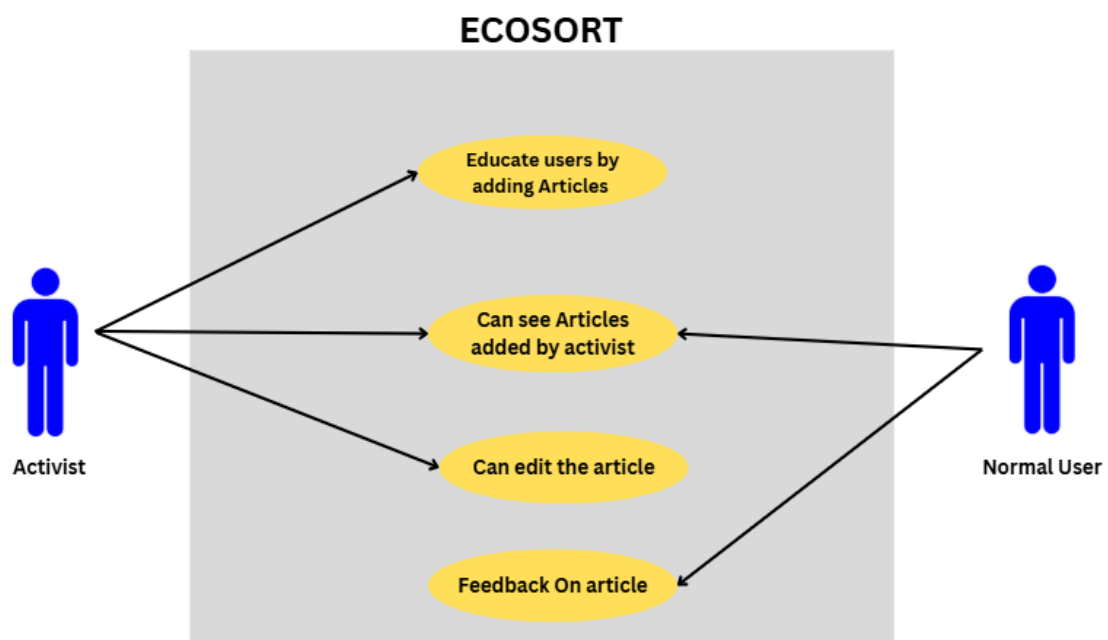 ECOSORT
Educate users by
adding Articles
Can see Articles
added by activist
Can edit the article
Activist
Normal User
Feedback On article